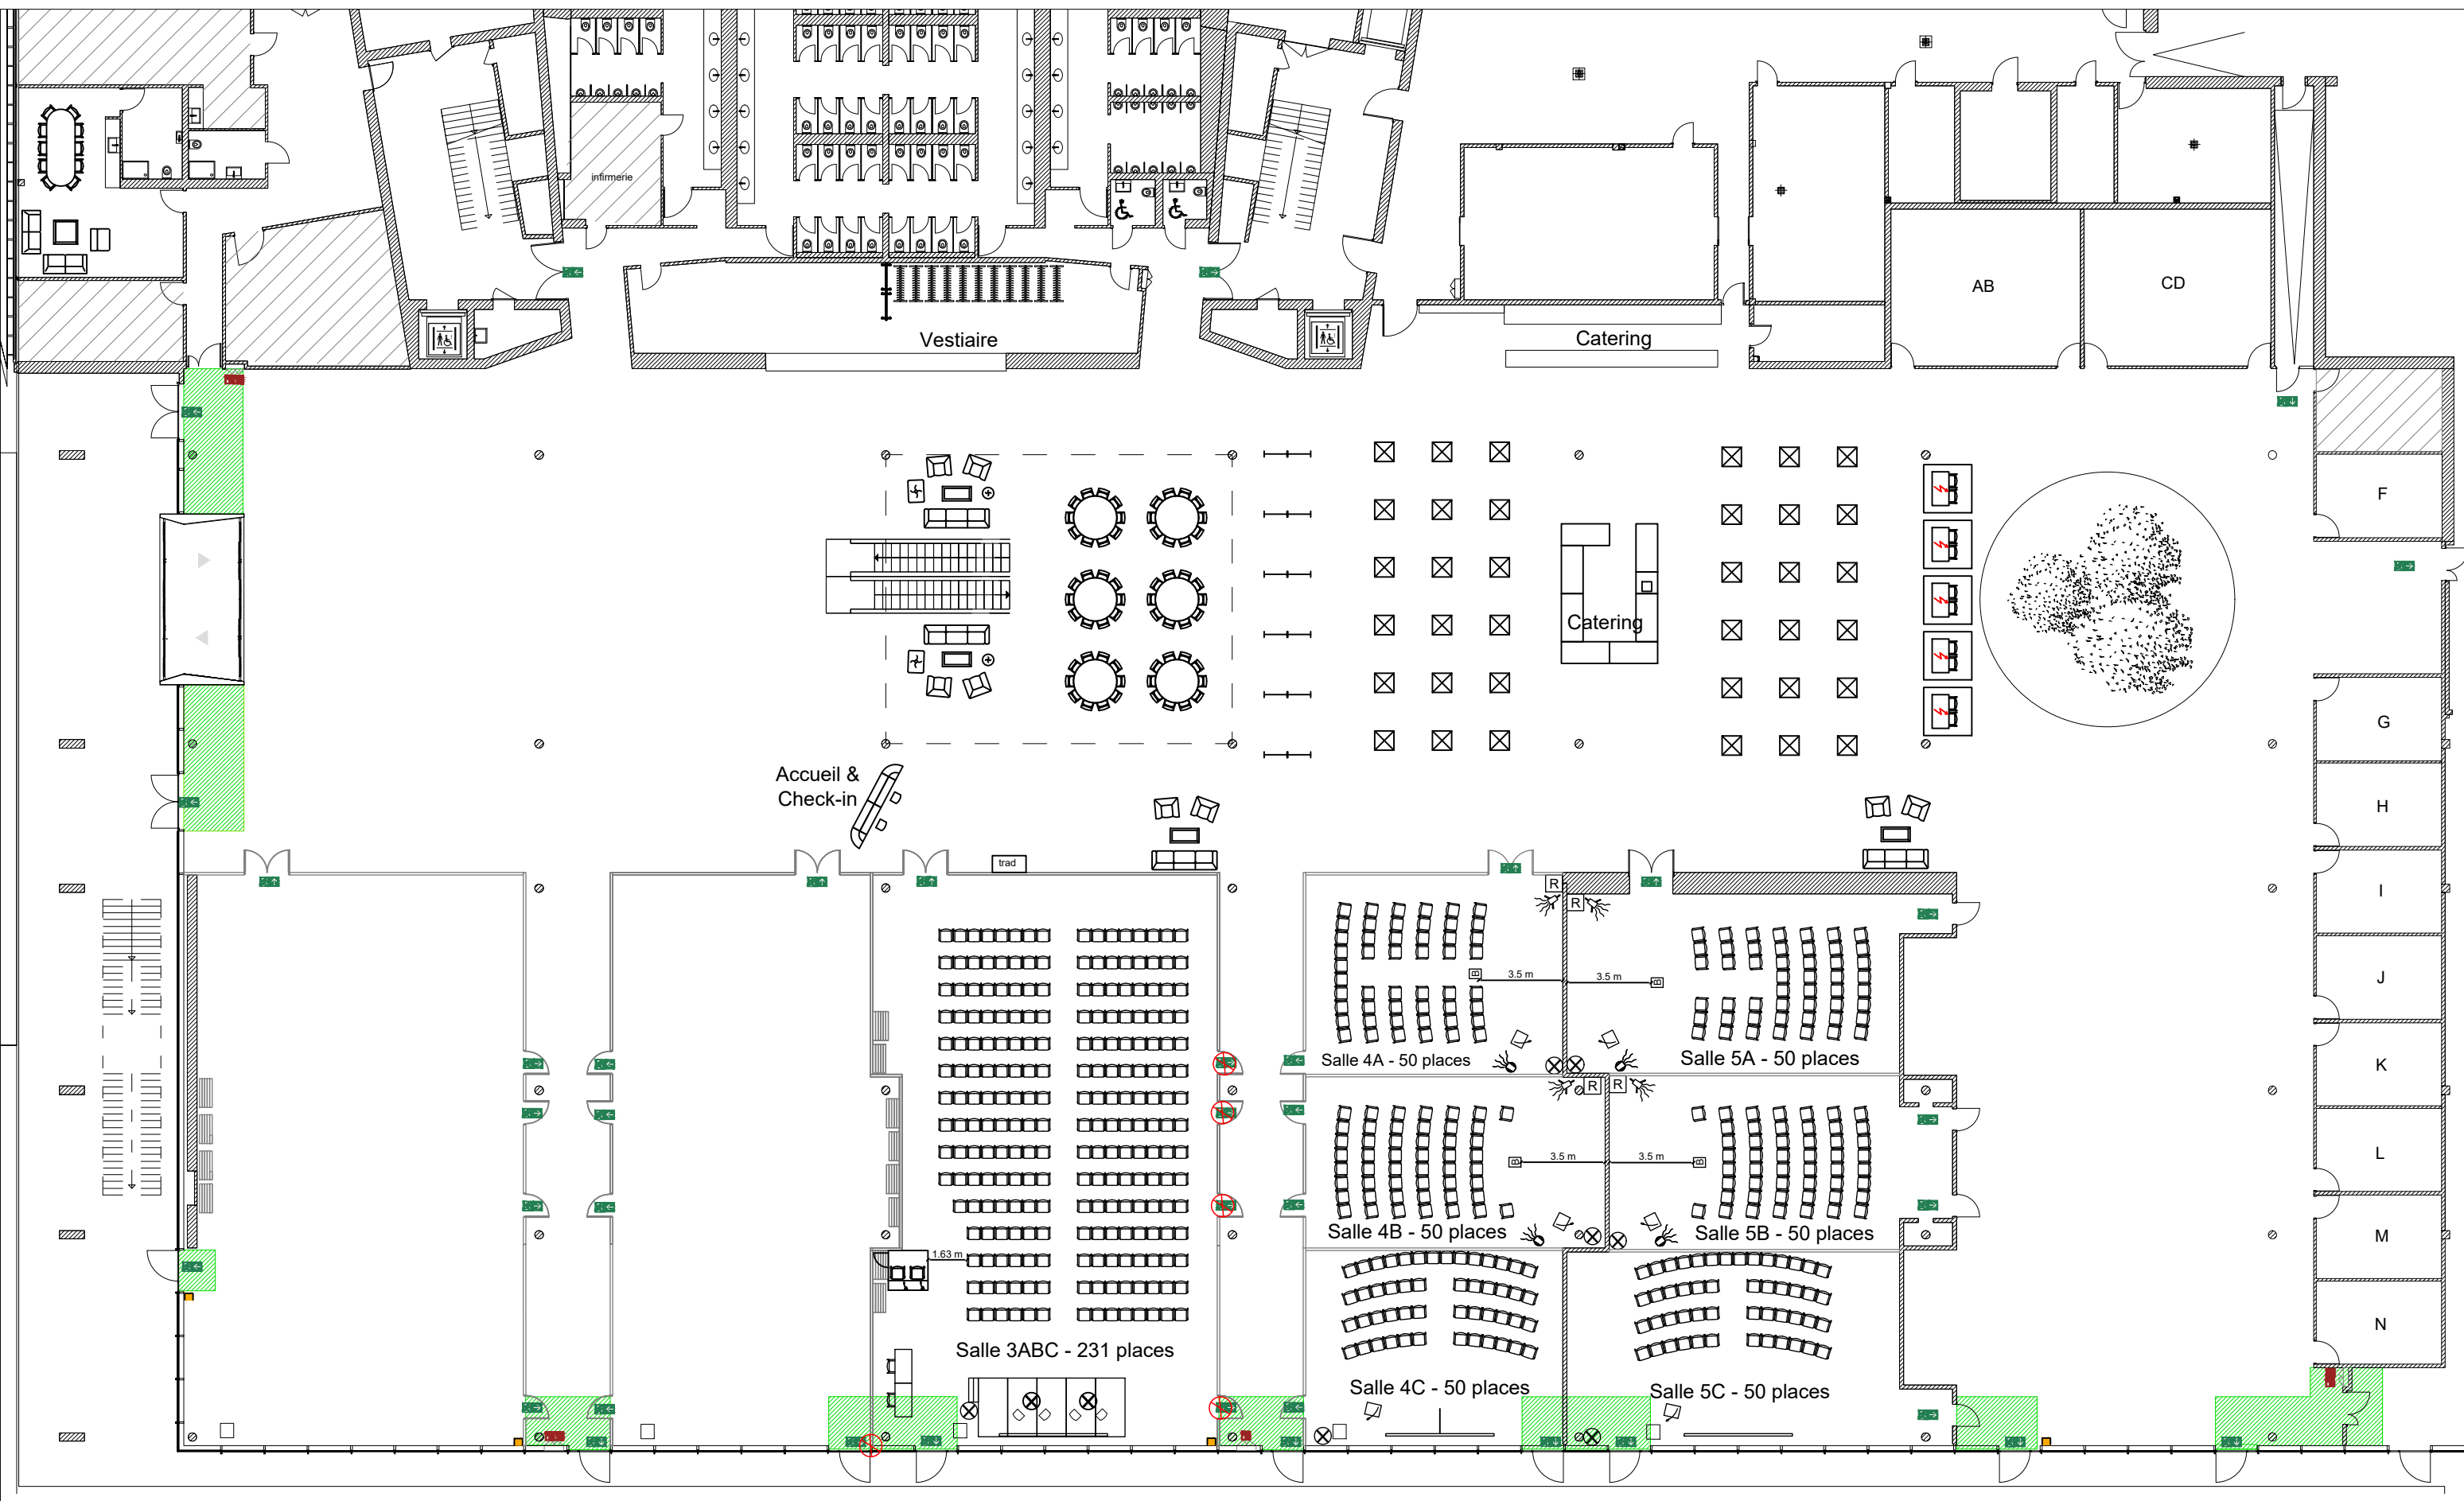 infirmerie
Vestiaire
Catering
AB
CD
F
Catering
G
Accueil &
Check-in
H
trad
R
R
I
3.5 m
3.5 m
B
B
J
Salle 4A - 50 places
Salle 5A - 50 places
K
R
R
3.5 m
3.5 m
B
B
L
Salle 4B - 50 places
Salle 5B - 50 places
M
1.63 m
N
Salle 3ABC - 231 places
Salle 4C - 50 places
Salle 5C - 50 places